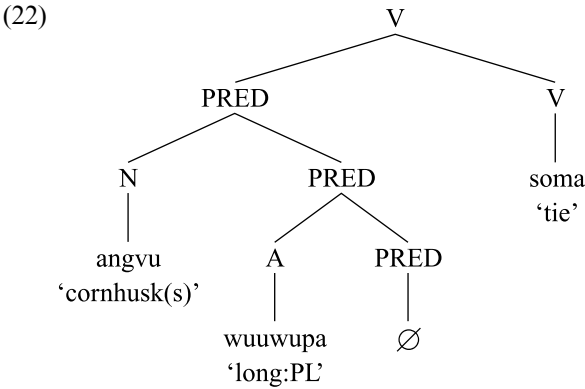 (22)
V
PRED V
N PRED soma
‘tie’
angvu A PRED
‘cornhusk(s)’
wuuwupa ∅
‘long:PL’